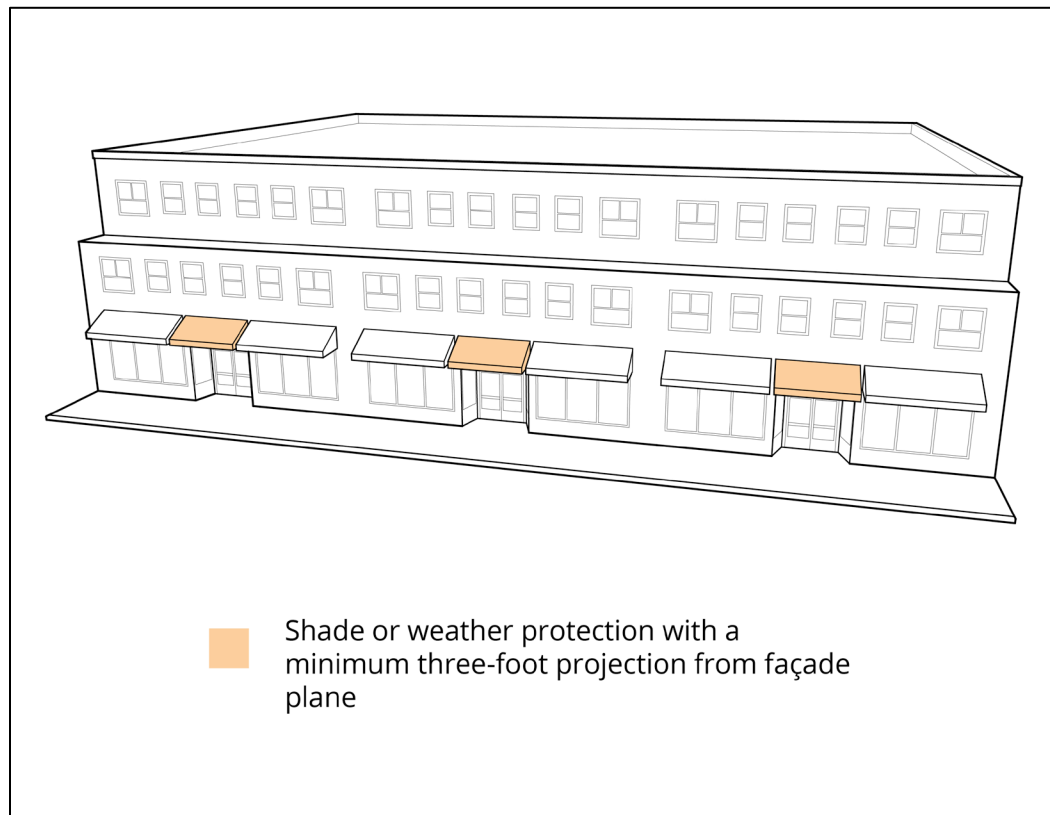 Shade or weather protection with a
minimum three-foot projection from façade
plane